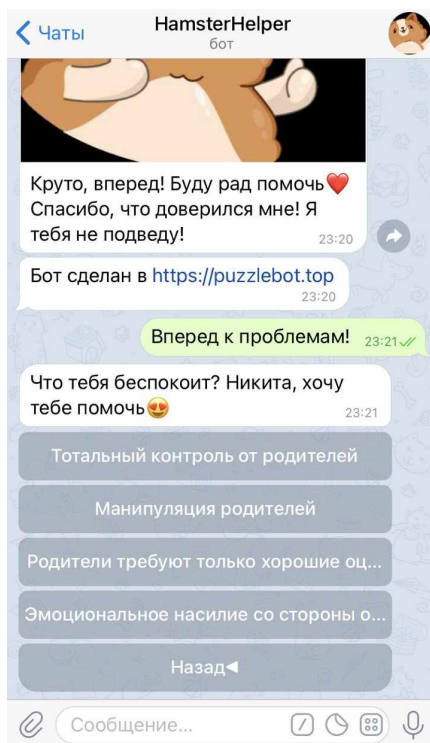 Чаты
HamsterHelper
бот
Круто, вперед! Буду рад помочь❤️
Спасибо, что доверился мне! Я
тебя не подведу!
23:20
Бот сделан в https://puzzlebot.top
23:20
Вперед к проблемам! 23:21
Что тебя беспокоит? Никита, хочу
тебе помочь😍
23:21
Тотальный контроль от родителей
Манипуляция родителей
Родители требуют только хорошие оц...
Эмоциональное насилие со стороны о...
Назад◀
Сообщение...